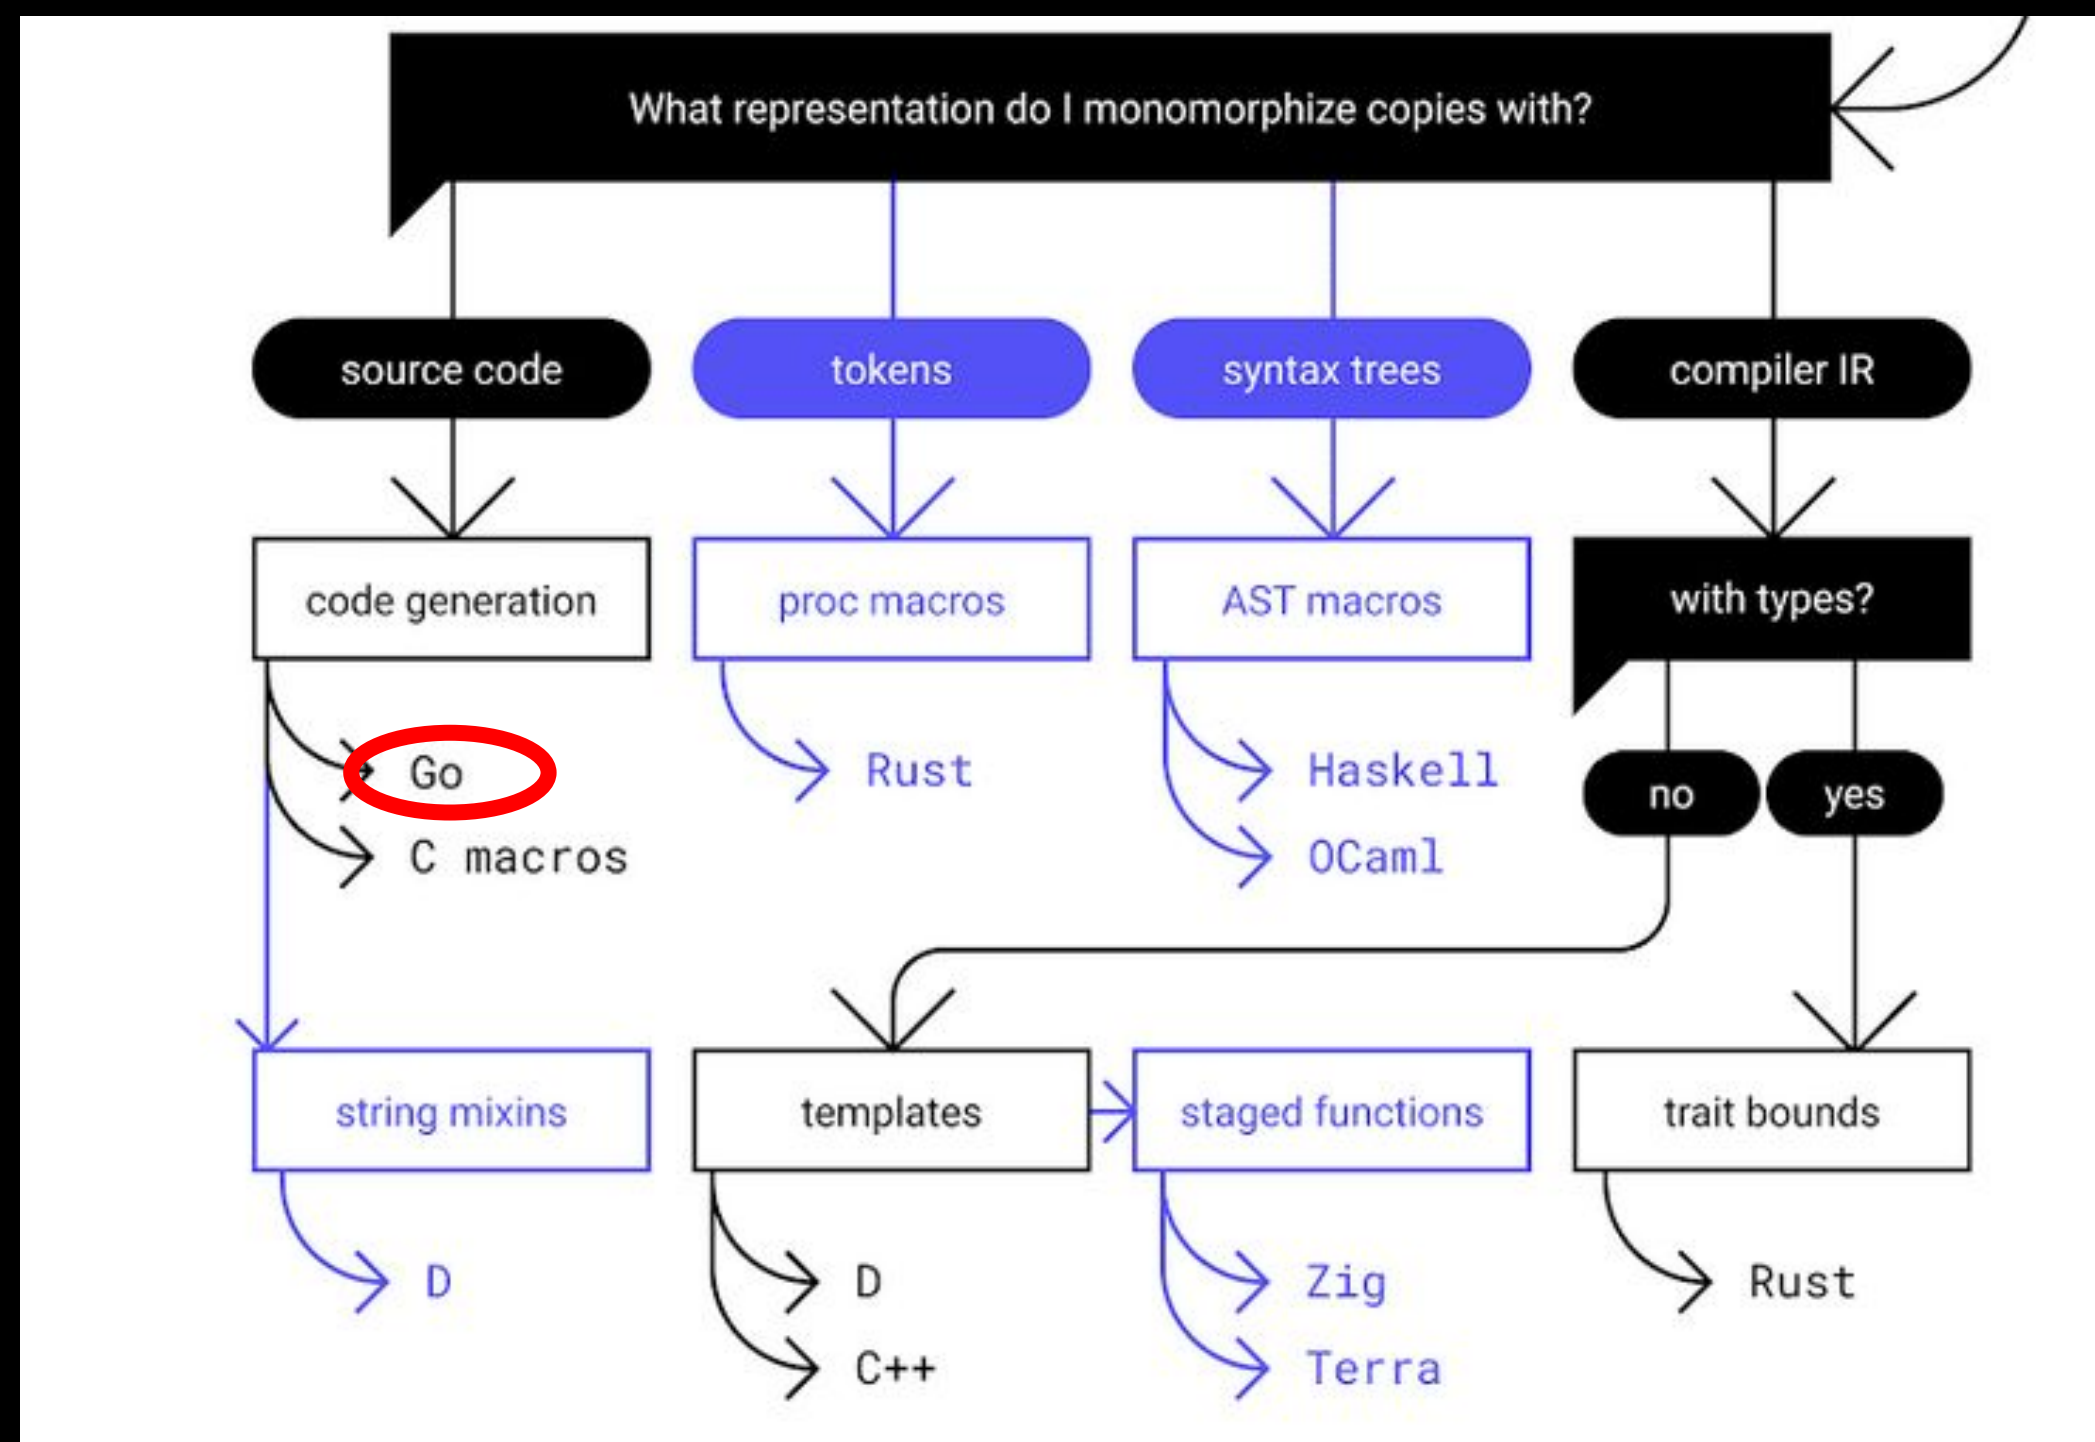 What representation do I monomorphize copies with?
source code
tokens
syntax trees
compiler IR
code generation
proc macros
AST macros
with types?
Go
Rust
Haskell
no
yes
C macros
OCaml
string mixins
templates
staged functions
trait bounds
D
D
Zig
Rust
C++
Terra